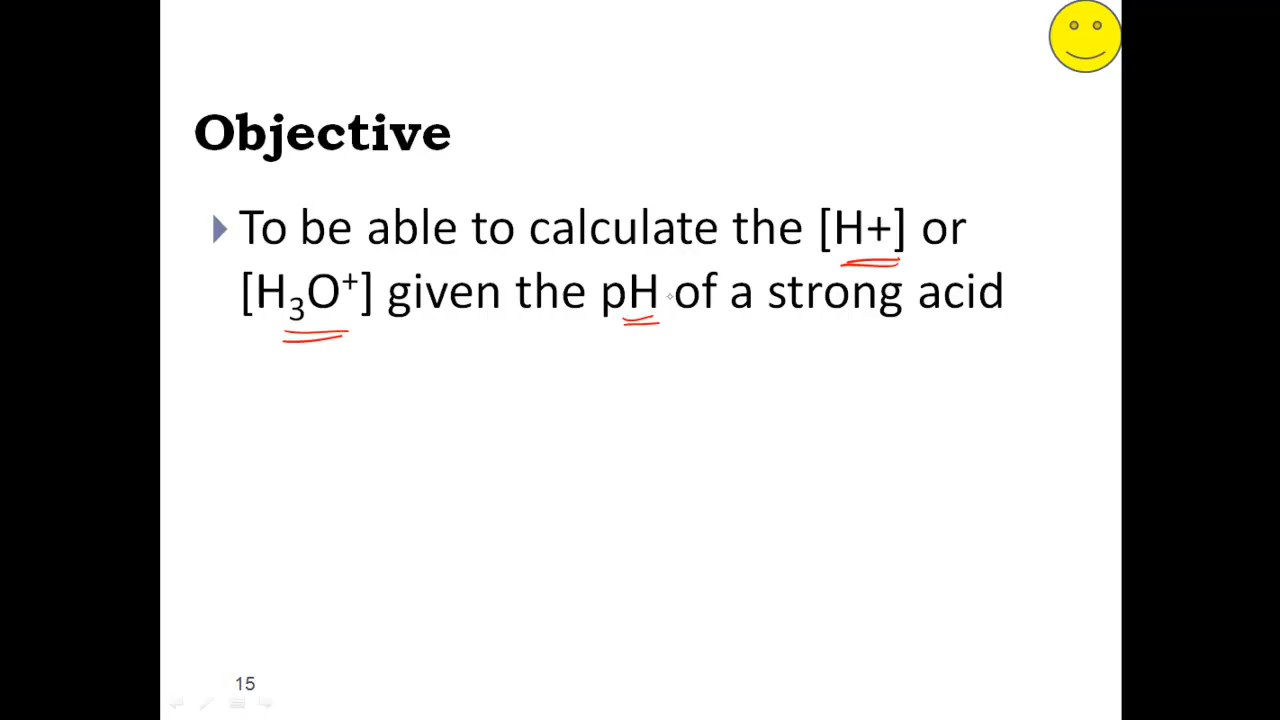 Objective
To be able to calculate the [H+] or
[H₃O⁺] given the pH of a strong acid
15